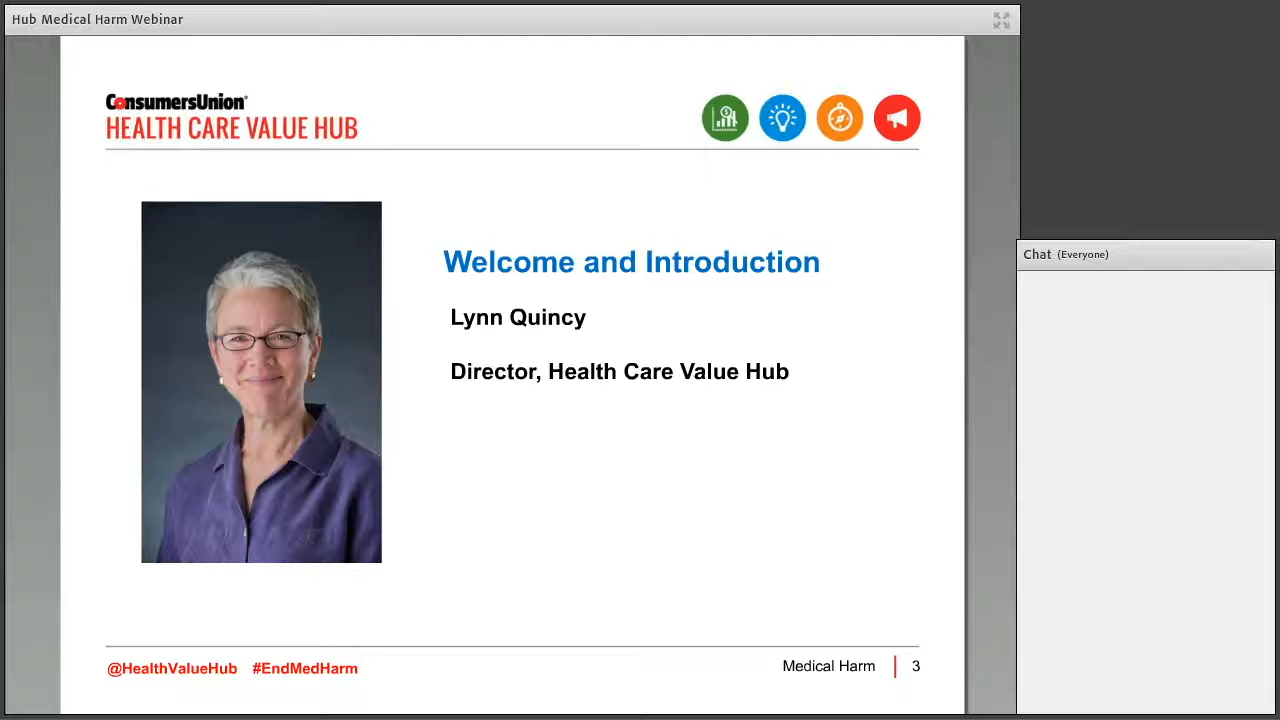 Hub Medical Harm Webinar
ConsumersUnion®
HEALTH CARE VALUE HUB
Welcome and Introduction
Lynn Quincy
Director, Health Care Value Hub
Chat (Everyone)
@HealthValueHub #EndMedHarm
Medical Harm | 3